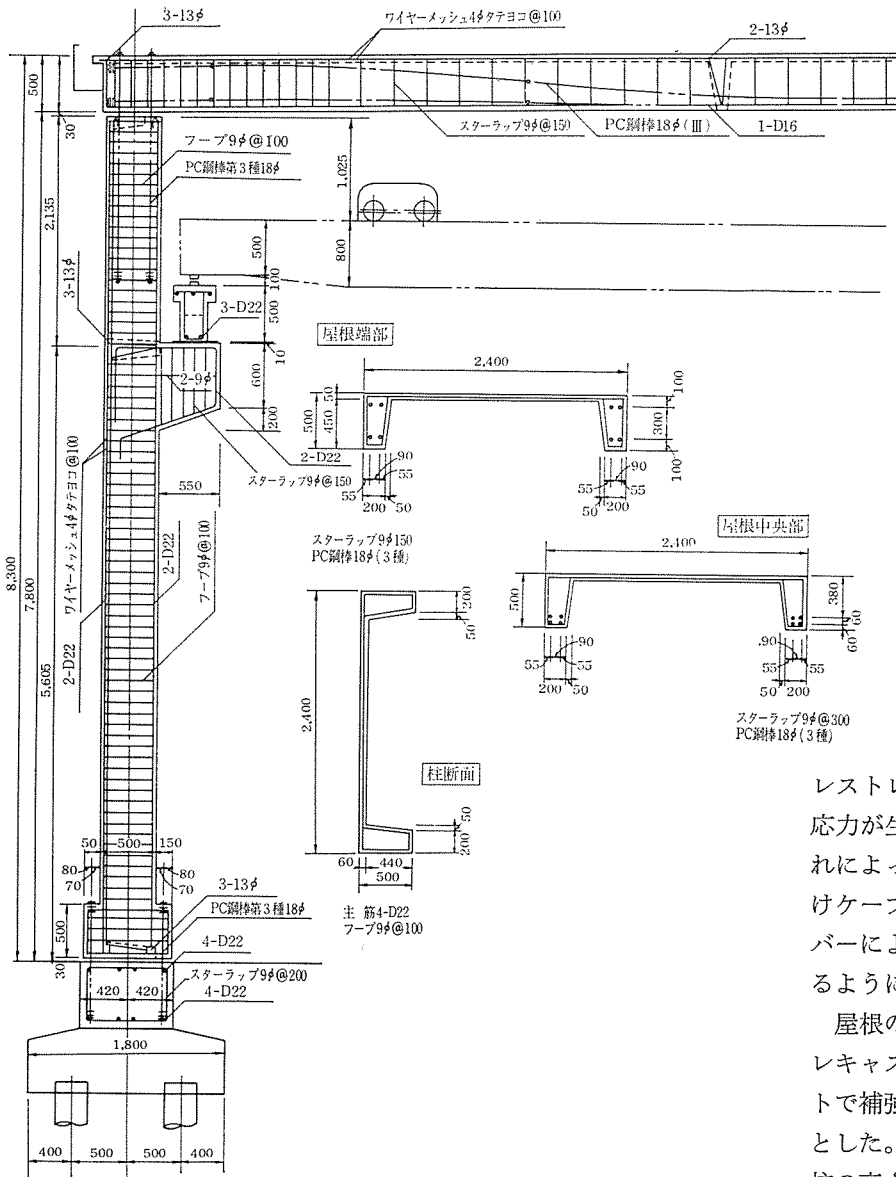 3-13φ
ワイヤーメッシュ4φタテヨコ@100
2-13φ
500
30
スターラップ9φ@150
PC鋼棒18φ(Ⅲ)
1-D16
フープ9φ@100
PC鋼棒第3種18φ
1,025
2,135
500
800
100
3-13φ
3-D22
500
10
2-9φ
600
200
2-D22
スターラップ9φ@150
550
ワイヤーメッシュ4φタテヨコ@100
2-D22
フープ9φ@100
8,300
7,800
5,605
2-D22
屋根端部
2,400
50
500
450
100
300
100
90
55
55
200
50
90
55
55
50
200
スターラップ9φ150
PC鋼棒18φ(3種)
屋根中央部
2,400
500
380
60
60
90
55
55
200
50
.90
55
55
50
200
スターラップ9φ@300
PC鋼棒18φ(3種)
200
50
2,400
柱断面
50
200
60
440
500
主 筋4-D22
フープ9φ@100
50
500
150
80
70
80
70
3-13φ
PC鋼棒第3種18φ
500
4-D22
30
スターラップ9φ@200
420
420
4-D22
1,800
400
500
500
400
応力が生
れによっ
けケーブ
バーによ
るように
屋根の
レキャス
トで補強
とした。